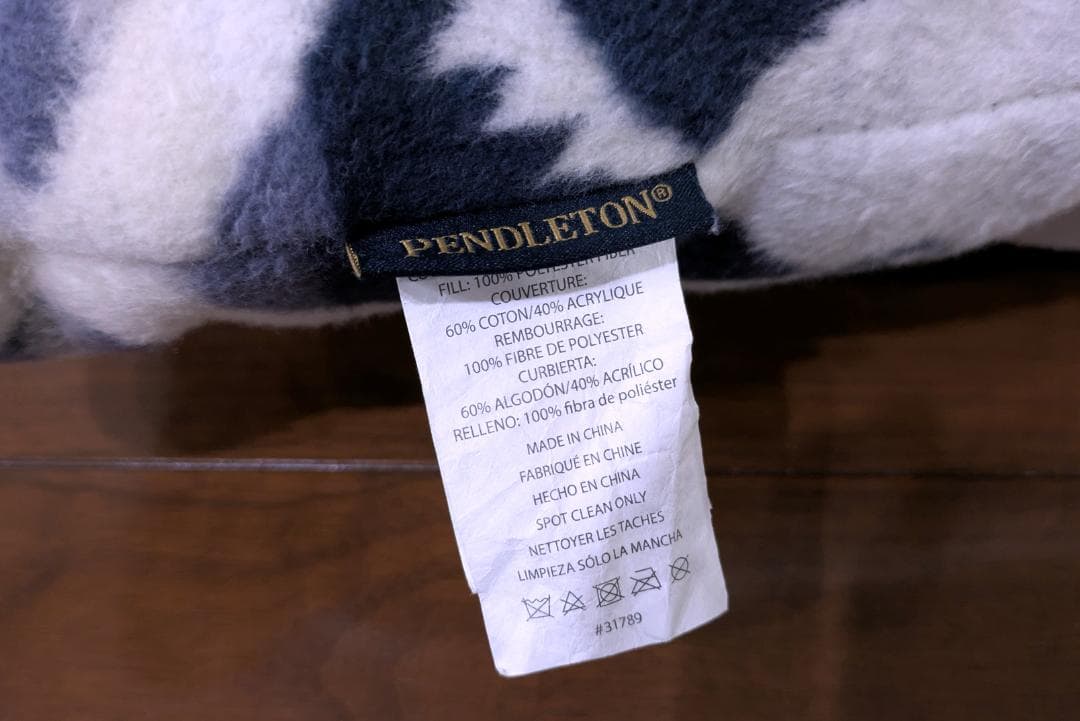 PENDLETON®
FILL: 100% POLYESTER FIBER
COUVERTURE:
60% COTON/40% ACRYLIQUE
REMBOURRAGE:
100% FIBRE DE POLYESTER
CURBIERTA:
60% ALGODÓN/40% ACRÍLICO
RELLENO: 100% fibra de poliéster
MADE IN CHINA
FABRIQUÉ EN CHINE
HECHO EN CHINA
SPOT CLEAN ONLY
NETTOYER LES TACHES
LIMPIEZA SÓLO LA MANCHA
#31789